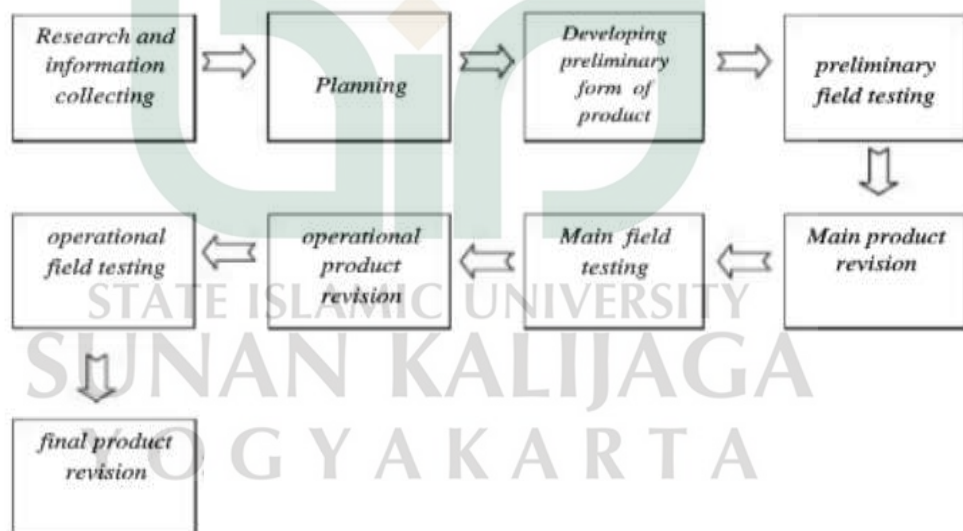 Research and
information
collecting
Planning
Developing
preliminary
form of
product
preliminary
field testing
Main product
revision
Main field
testing
operational
product
revision
operational
field testing
final product
revision
STATE ISLAMIC UNIVERSITY
SUNAN KALIJAGA
YOGYAKARTA